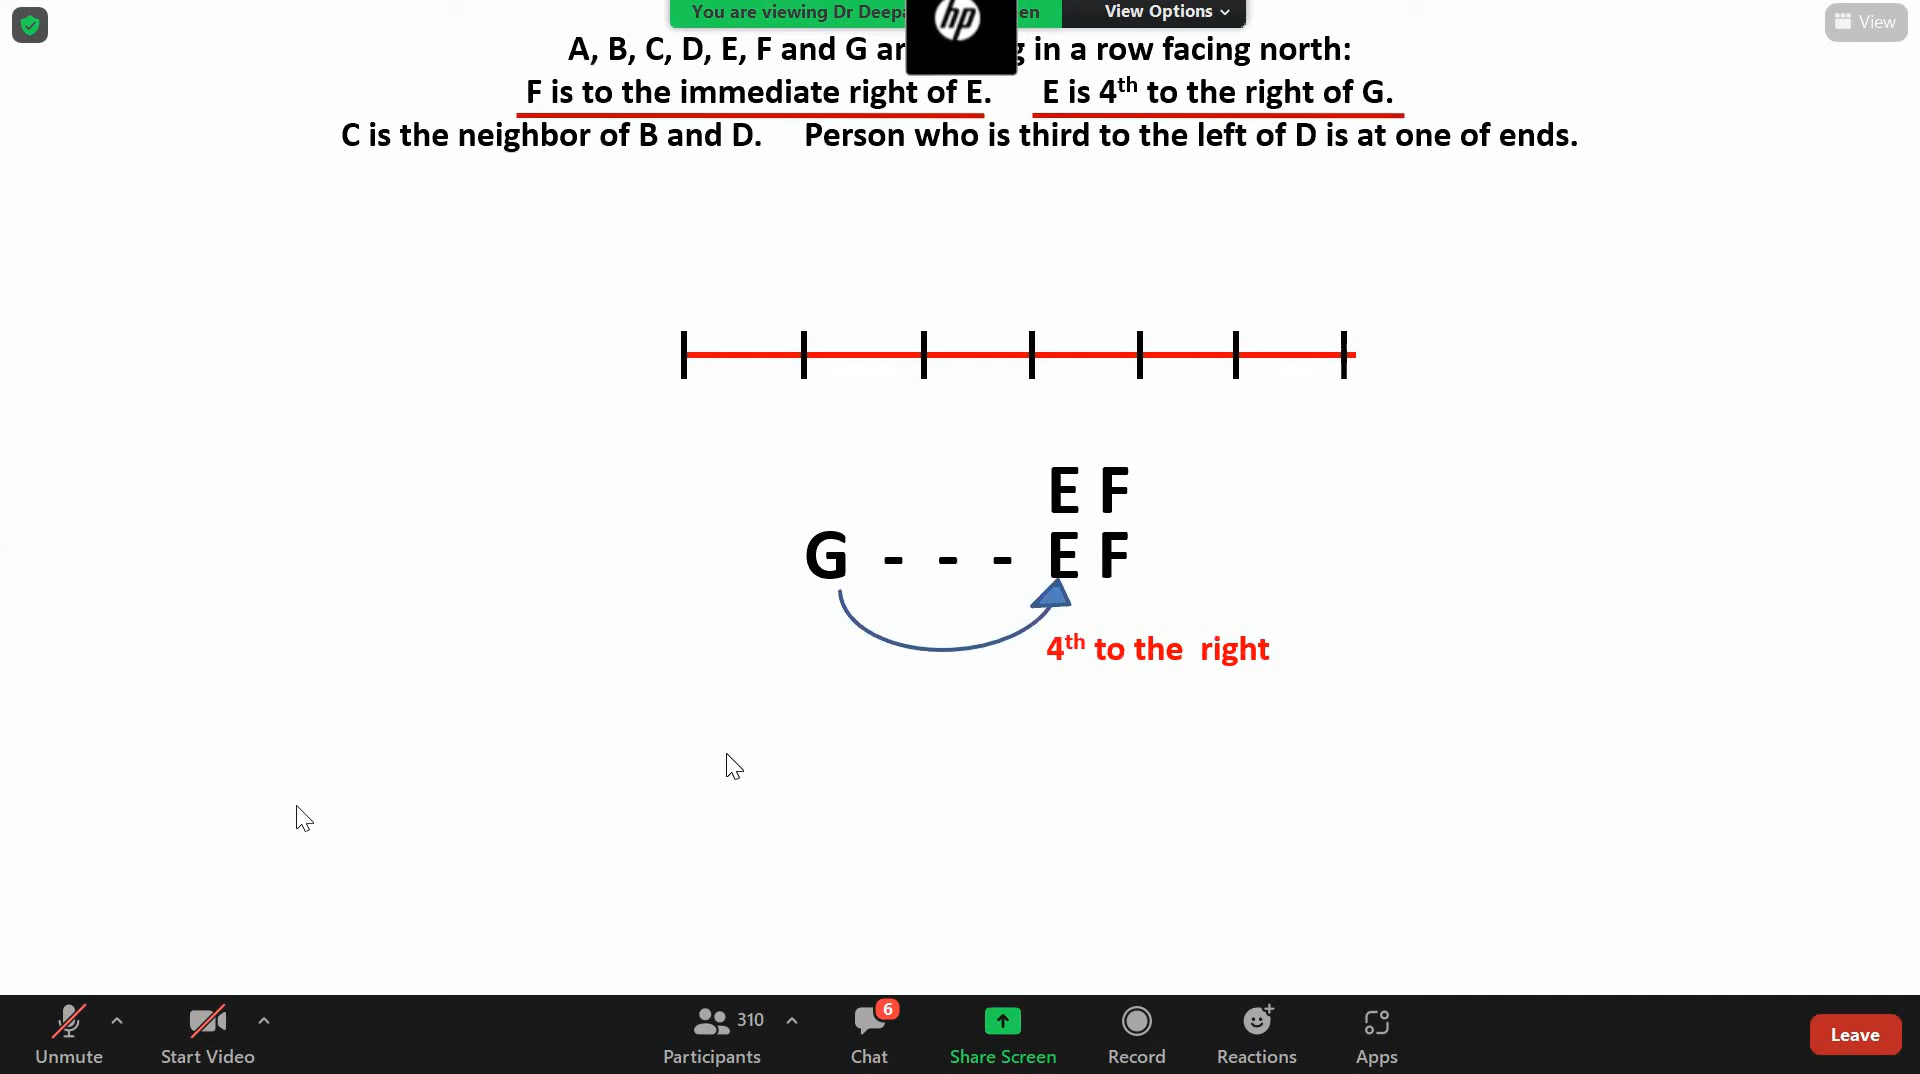 You are viewing Dr Deepa en View Options
View
hp
A, B, C, D, E, F and G in a row facing north:
F is to the immediate right of E. E is 4th to the right of G.
C is the neighbor of B and D. Person who is third to the left of D is at one of ends.
E F
G - - - E F
4th to the right
310
6
Unmute Start Video Participants Chat Share Screen Record Reactions Apps Leave